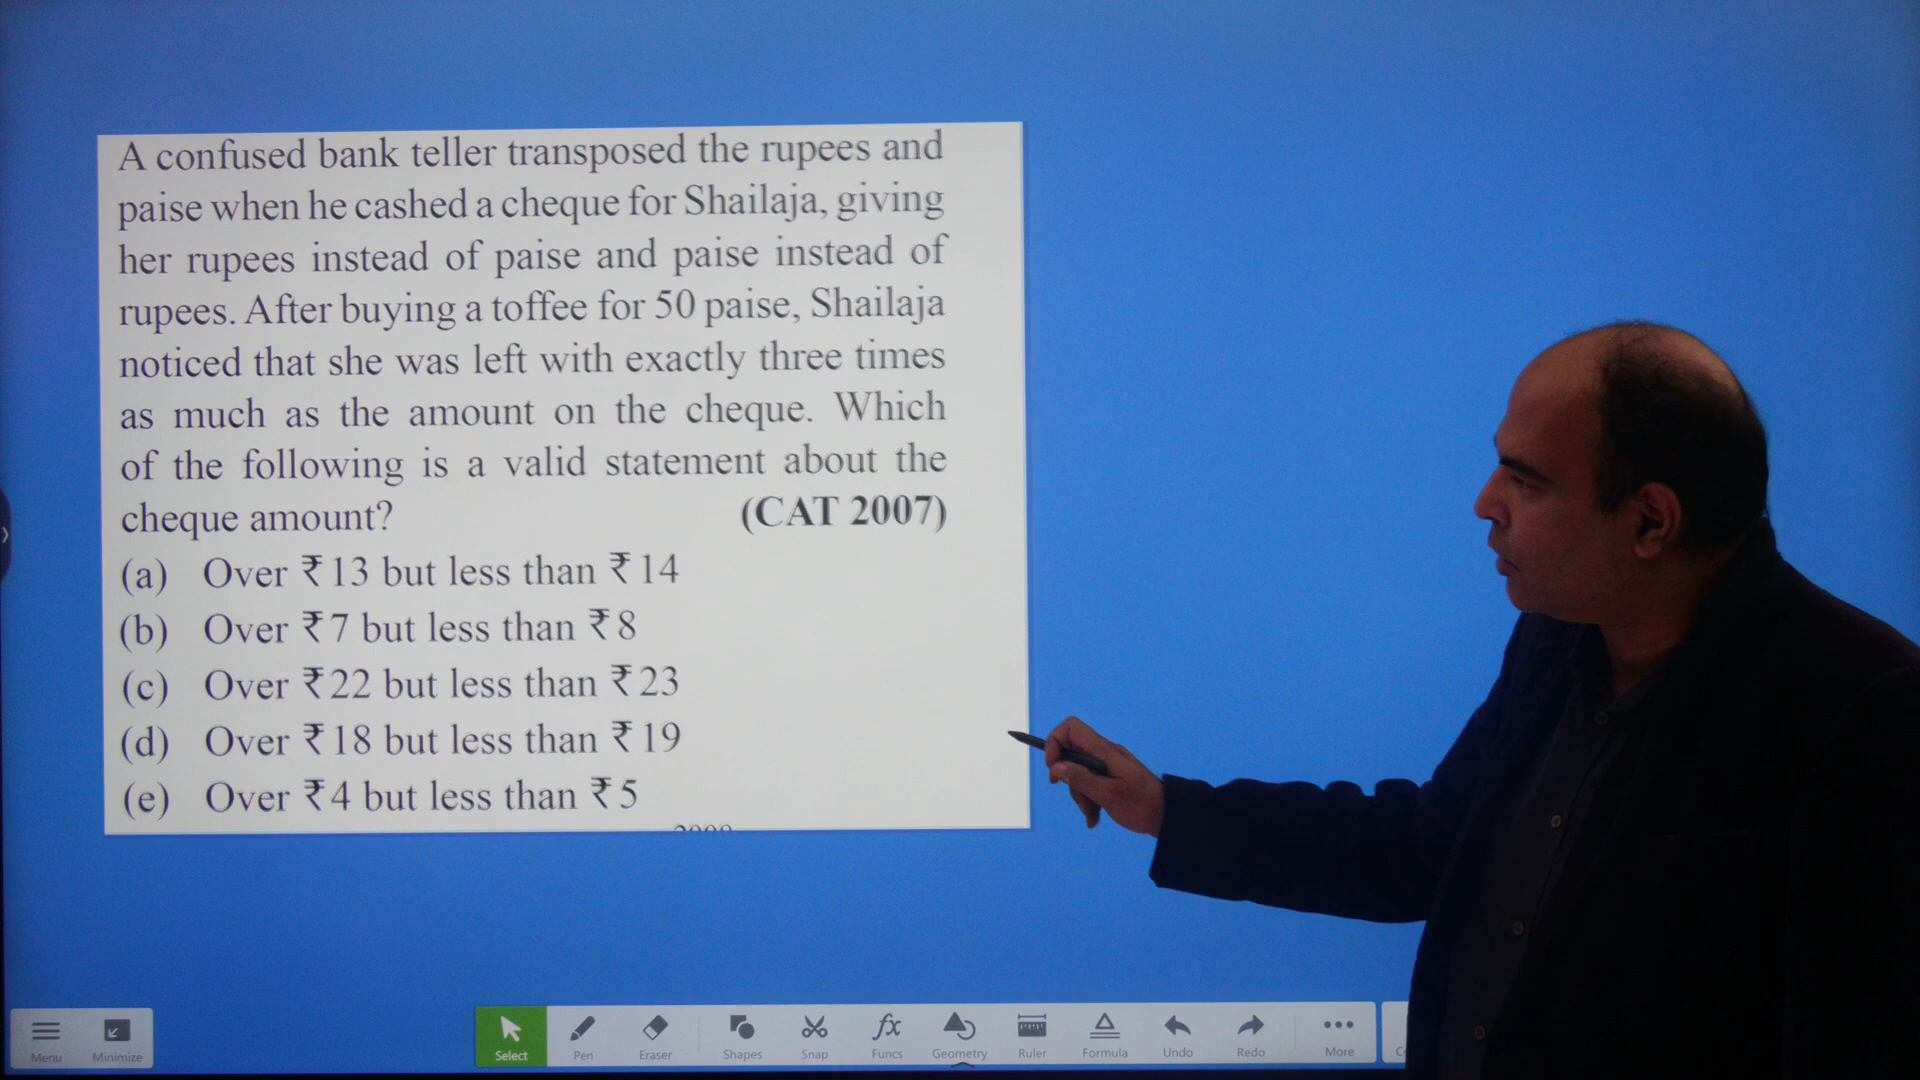 A confused bank teller transposed the rupees and
paise when he cashed a cheque for Shailaja, giving
her rupees instead of paise and paise instead of
rupees. After buying a toffee for 50 paise, Shailaja
noticed that she was left with exactly three times
as much as the amount on the cheque. Which
of the following is a valid statement about the
cheque amount? (CAT 2007)
(a) Over ₹ 13 but less than ₹ 14
(b) Over ₹ 7 but less than ₹ 8
(c) Over ₹ 22 but less than ₹ 23
(d) Over ₹ 18 but less than ₹ 19
(e) Over ₹ 4 but less than ₹ 5
Menu Minimize Select Pen Eraser Shapes Snap fx Funcs Geometry Ruler Formula Undo Redo More